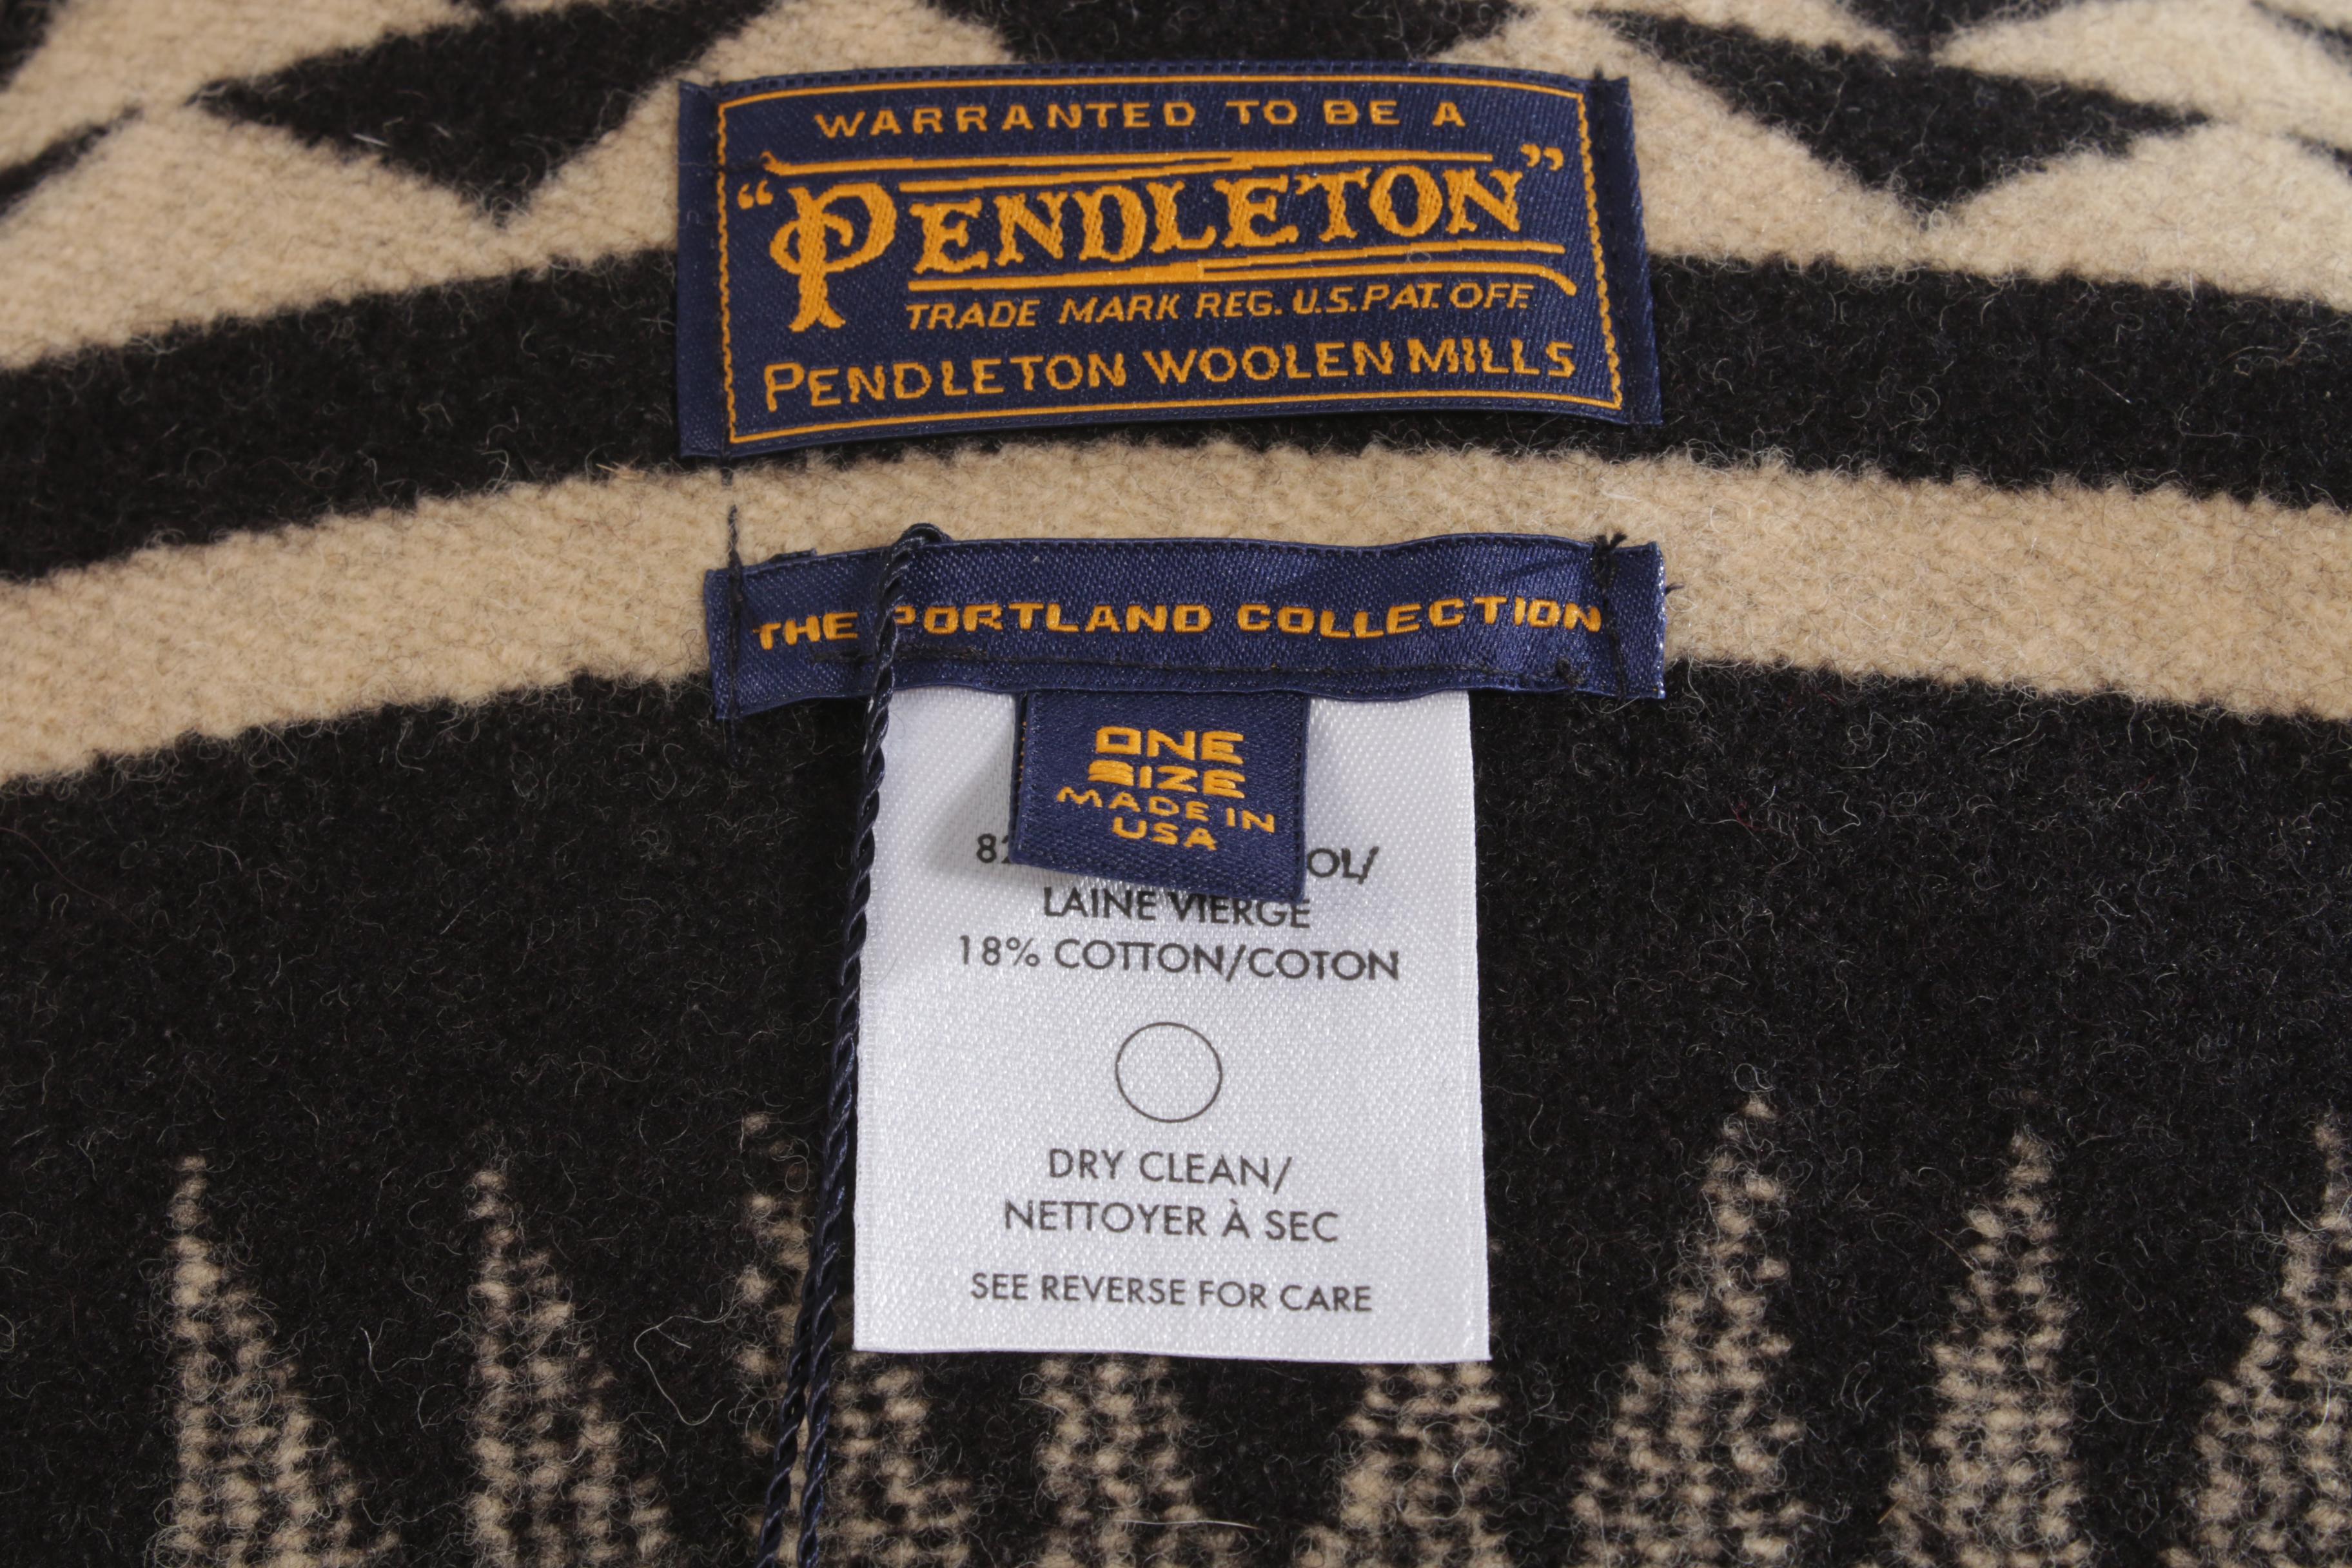 WARRANTED TO BE A
"PENDLETON"
TRADE MARK REG. U.S. PAT. OFF.
PENDLETON WOOLEN MILLS
THE PORTLAND COLLECTION
ONE
SIZE
MADE IN
USA
LAINE VIERGE
18% COTTON/COTON
DRY CLEAN/
NETTOYER À SEC
SEE REVERSE FOR CARE